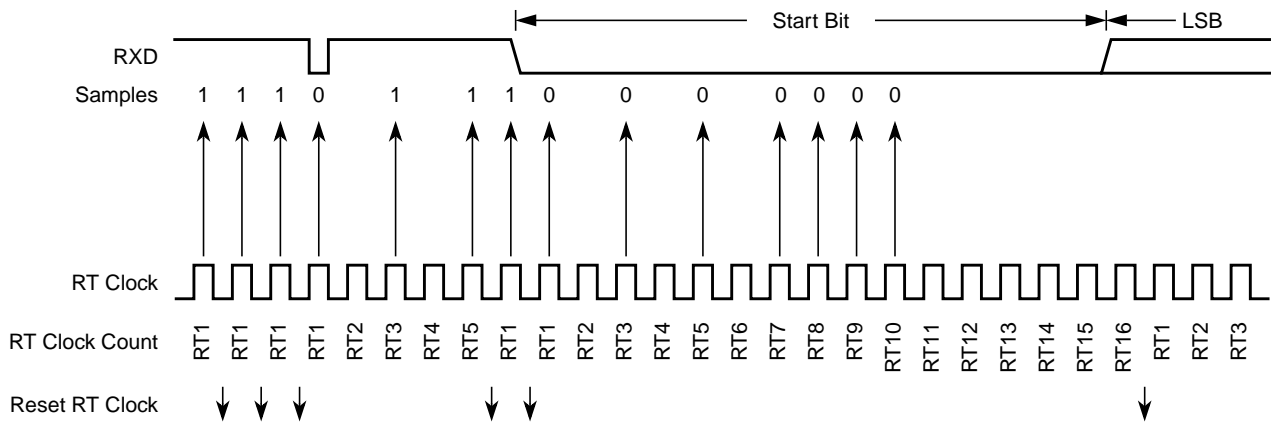 Start Bit LSB
RXD
Samples 1 1 1 0 1 1 1 0 0 0 0 0 0 0
RT Clock
RT Clock Count RT1 RT1 RT1 RT1 RT2 RT3 RT4 RT5 RT1 RT1 RT2 RT3 RT4 RT5 RT6 RT7 RT8 RT9 RT10 RT11 RT12 RT13 RT14 RT15 RT16 RT1 RT2 RT3
Reset RT Clock